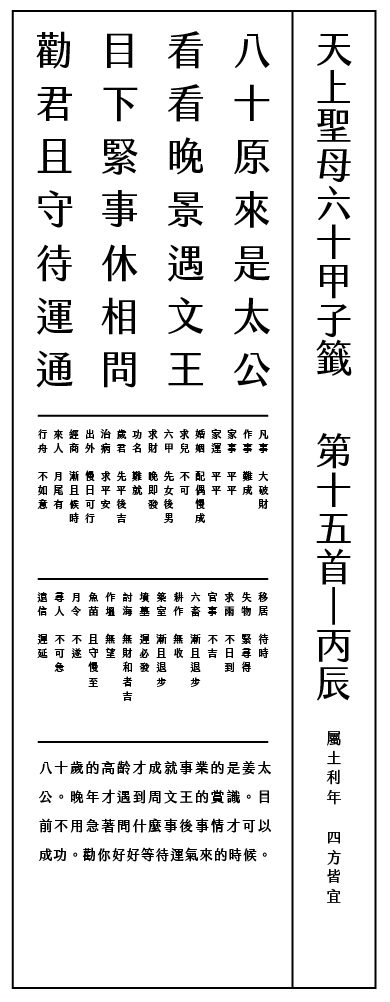 天上聖母六十甲子籤　第十五首｜丙辰
屬土利年　四方皆宜
八十原來是太公
看看晚景遇文王
目下緊事休相問
勸君且守待運通
凡事　大破財
作事　難成
家事　平平
家運　平平
婚姻　配偶慢成
求兒　不可
六甲　先女後男
求財　晚即發
功名　難就
歲君　先平後吉
治病　求平安
出外　慢日可行
經商　漸且候時
來人　月尾有
行舟　不如意
移居　待時
失物　緊尋得
求雨　不日到
官事　不吉
六畜　漸且退步
耕作　無收
築室　漸且退步
墳墓　遲必發
討海　無財和者吉
作塭　無望
魚苗　且守慢至
月令　不遂
尋人　不可急
遠信　遲延
八十歲的高齡才成就事業的是姜太
公。晚年才遇到周文王的賞識。目
前不用急著問什麼事後事情才可以
成功。勸你好好等待運氣來的時候。